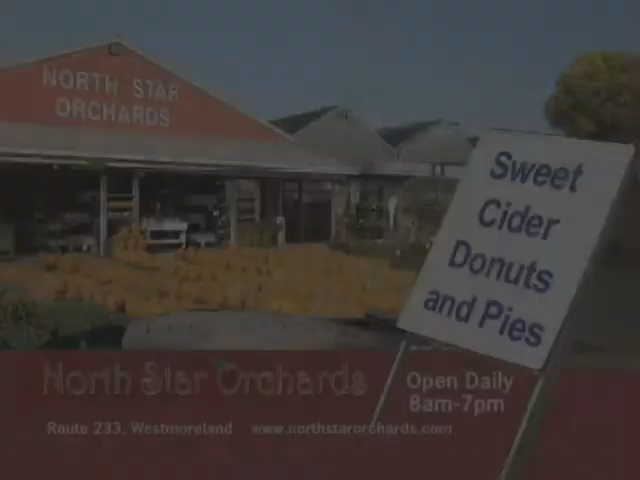 NORTH STAR
ORCHARDS
Sweet
Cider
Donuts
and Pies
North Star Orchards
Open Daily
8am-7pm
Route 233, Westmoreland www.northstarorchards.com